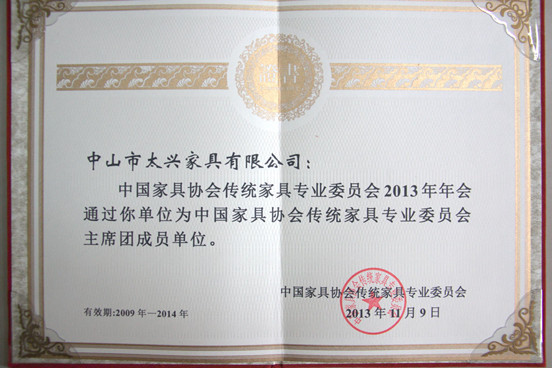 证书
中山市太兴家具有限公司：
中国家具协会传统家具专业委员会2013年年会
通过你单位为中国家具协会传统家具专业委员会
主席团成员单位。
中国家具协会传统家具专业委员会
2013年11月9日
有效期:2009年—2014年